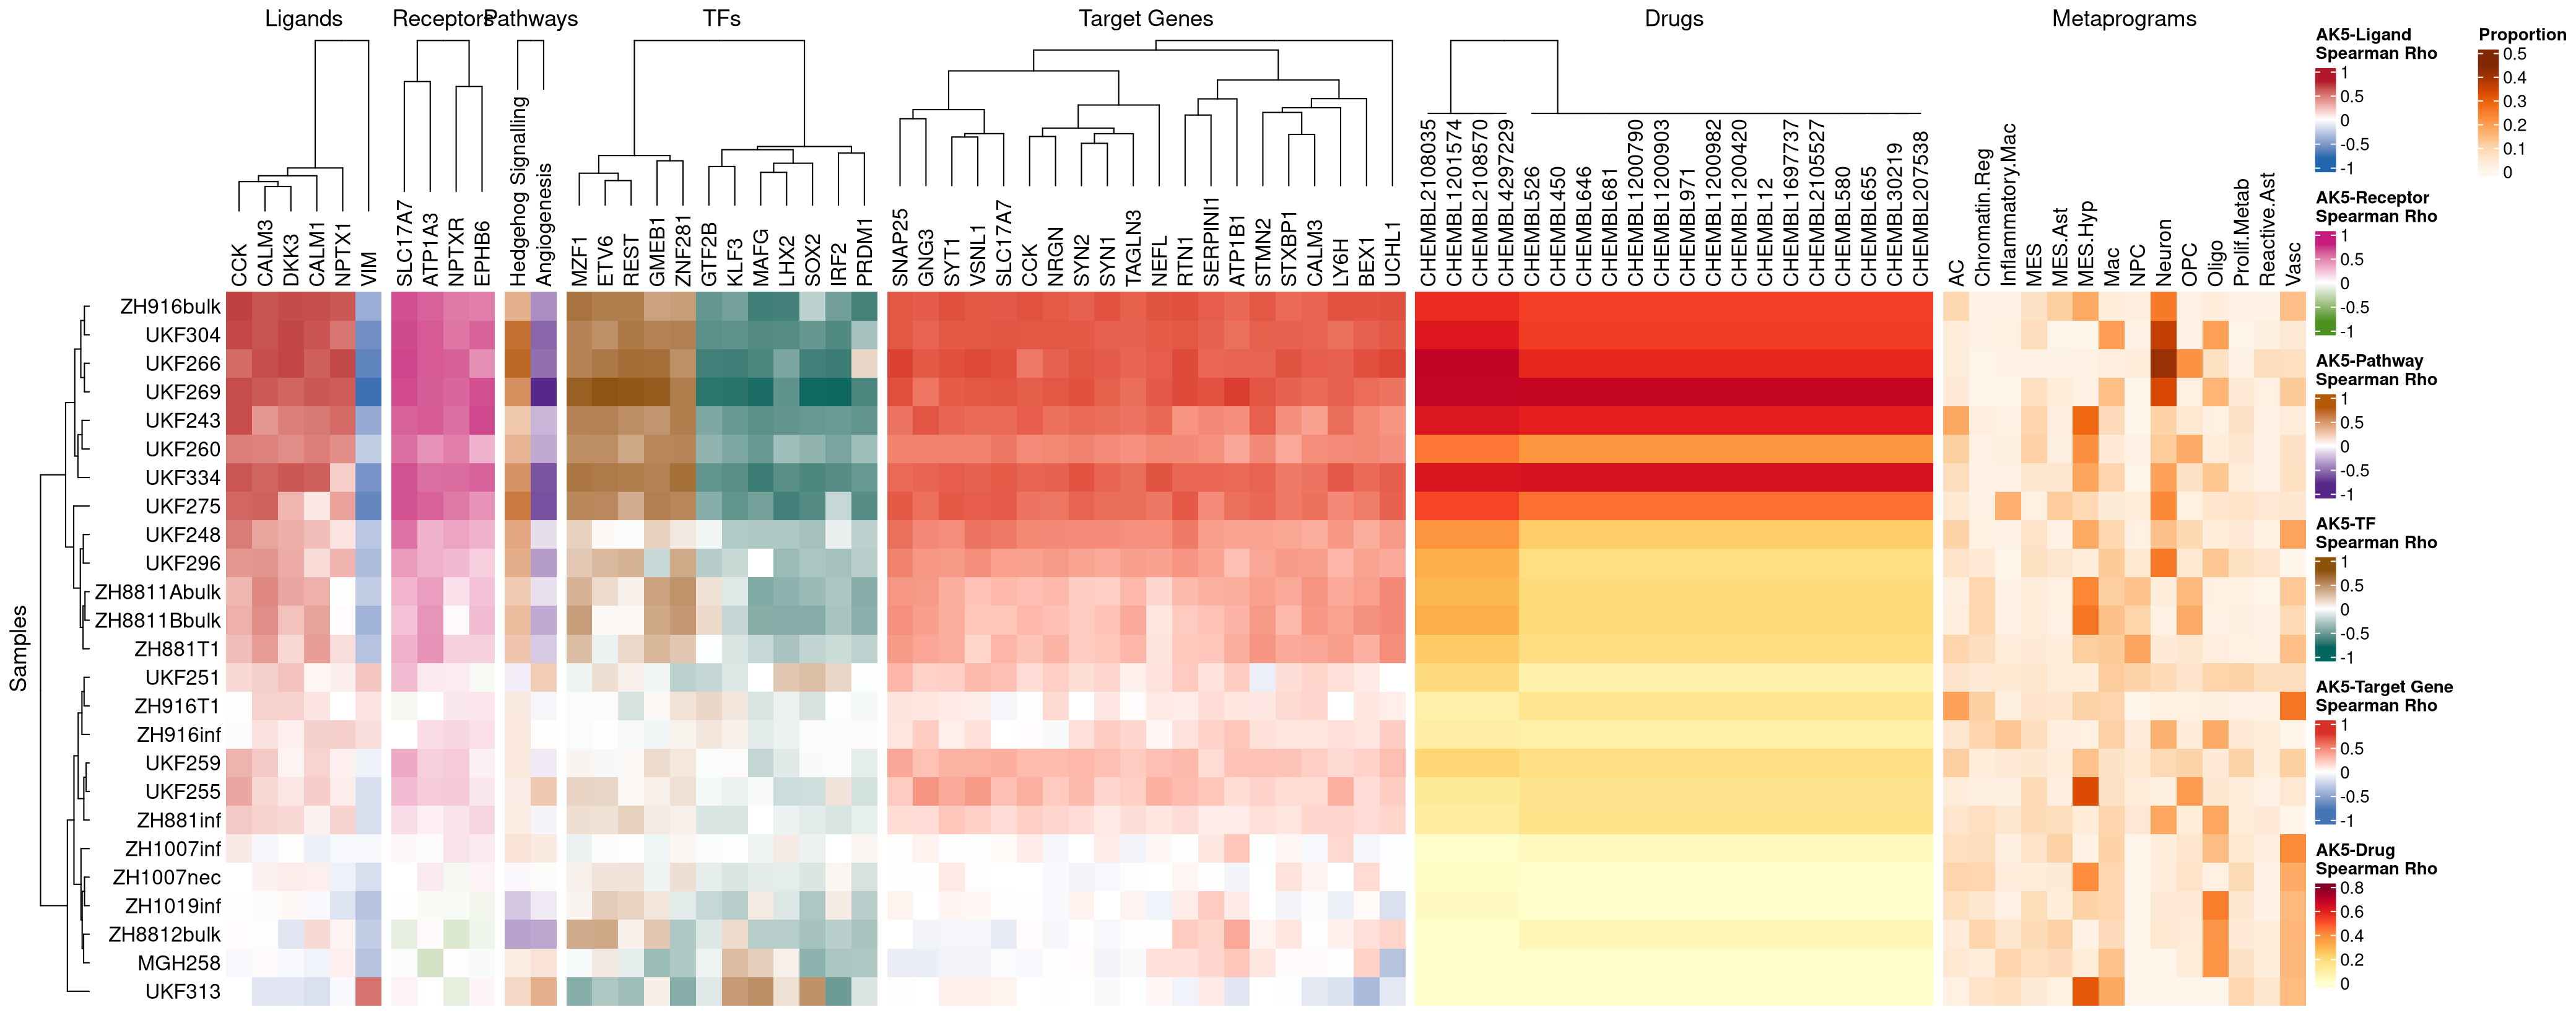 Ligands
Receptors
Pathways
TFs
Target Genes
Drugs
Metaprograms
CCK
CALM3
DKK3
CALM1
NPTX1
VIM
SLC17A7
ATP1A3
NPTXR
EPHB6
Hedgehog Signalling
Angiogenesis
MZF1
ETV6
REST
GMEB1
ZNF281
GTF2B
KLF3
MAFG
LHX2
SOX2
IRF2
PRDM1
SNAP25
GNG3
SYT1
VSNL1
SLC17A7
CCK
NRGN
SYN2
SYN1
TAGLN3
NEFL
RTN1
SERPINI1
ATP1B1
STMN2
STXBP1
CALM3
LY6H
BEX1
UCHL1
CHEMBL2108035
CHEMBL1201574
CHEMBL2108570
CHEMBL4297229
CHEMBL526
CHEMBL450
CHEMBL646
CHEMBL681
CHEMBL1200790
CHEMBL1200903
CHEMBL971
CHEMBL1200982
CHEMBL1200420
CHEMBL12
CHEMBL1697737
CHEMBL2105527
CHEMBL580
CHEMBL655
CHEMBL30219
CHEMBL207538
AC
Chromatin.Reg
Inflammatory.Mac
MES
MES.Ast
MES.Hyp
Mac
NPC
Neuron
OPC
Oligo
Prolif.Metab
Reactive.Ast
Vasc
Samples
ZH916bulk
UKF304
UKF266
UKF269
UKF243
UKF260
UKF334
UKF275
UKF248
UKF296
ZH8811Abulk
ZH8811Bbulk
ZH881T1
UKF251
ZH916T1
ZH916inf
UKF259
UKF255
ZH881inf
ZH1007inf
ZH1007nec
ZH1019inf
ZH8812bulk
MGH258
UKF313
AK5-Ligand
Spearman Rho
1
0.5
0
-0.5
-1
AK5-Receptor
Spearman Rho
1
0.5
0
-0.5
-1
AK5-Pathway
Spearman Rho
1
0.5
0
-0.5
-1
AK5-TF
Spearman Rho
1
0.5
0
-0.5
-1
AK5-Target Gene
Spearman Rho
1
0.5
0
-0.5
-1
AK5-Drug
Spearman Rho
0.8
0.6
0.4
0.2
0
Proportion
0.5
0.4
0.3
0.2
0.1
0